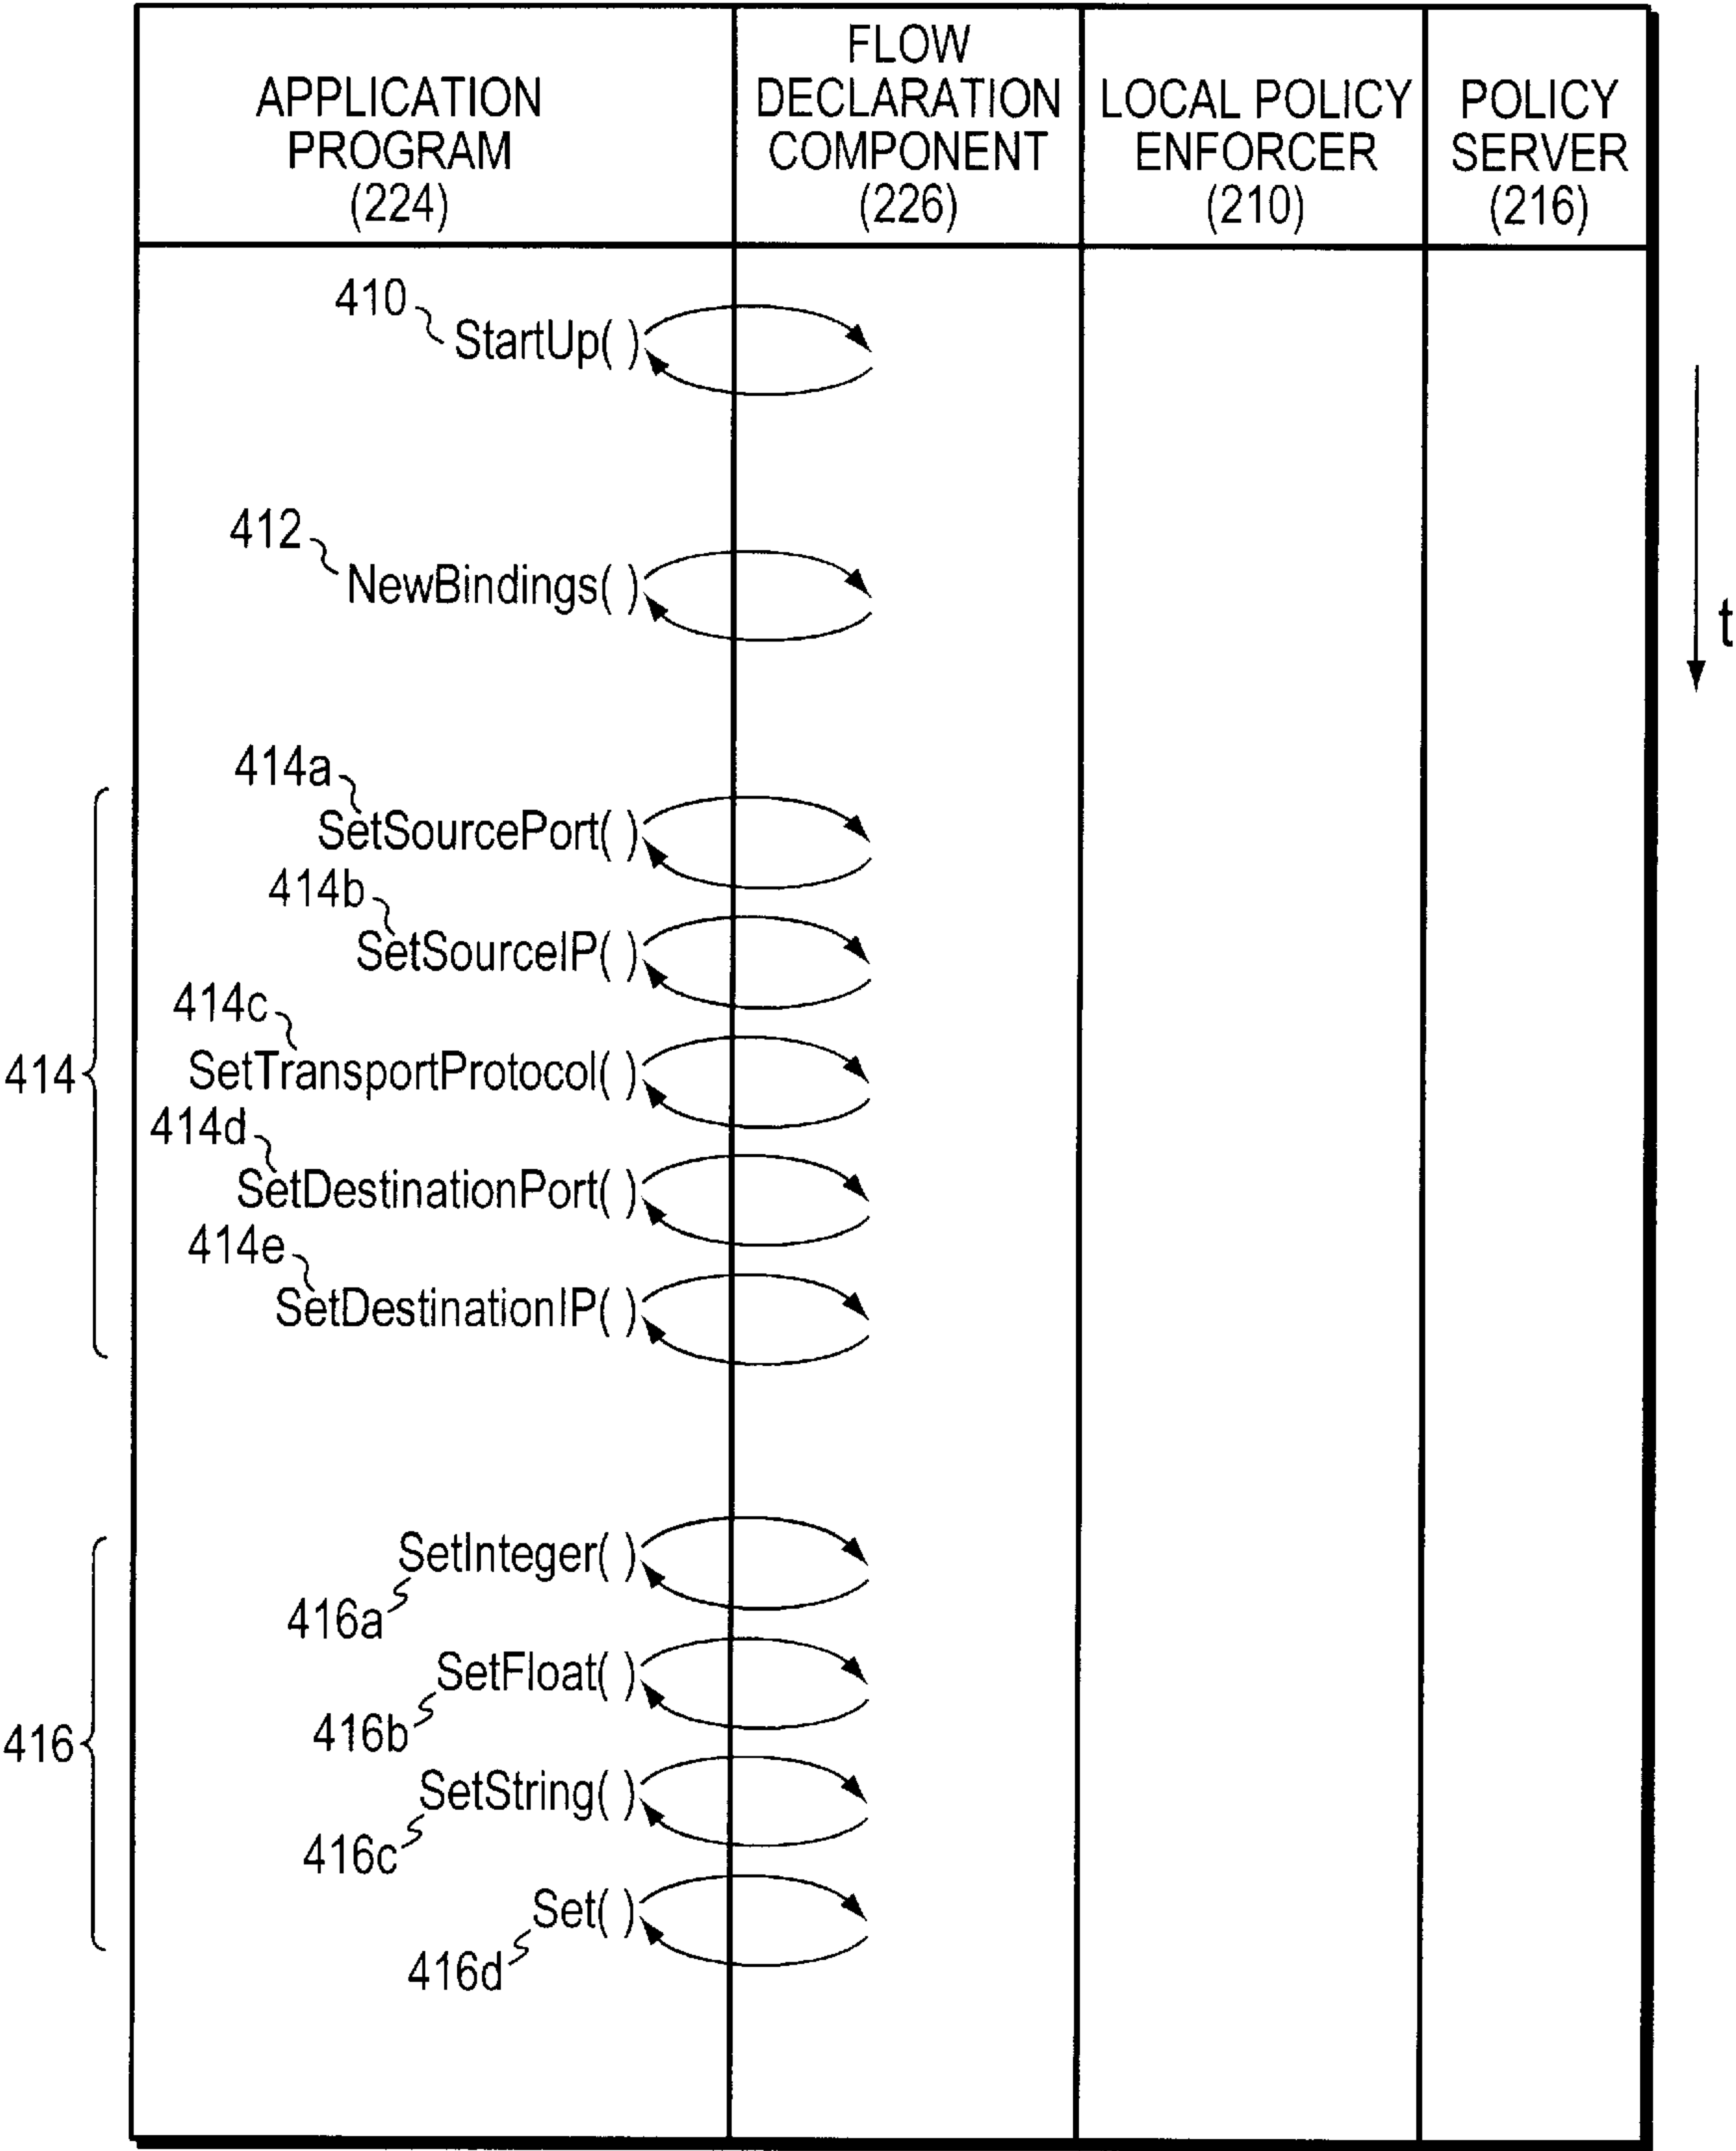 APPLICATION
PROGRAM
(224)
FLOW
DECLARATION
COMPONENT
(226)
LOCAL POLICY
ENFORCER
(210)
POLICY
SERVER
(216)
410
StartUp( )
412
NewBindings( )
t
414a
SetSourcePort( )
414b
SetSourceIP( )
414c
SetTransportProtocol( )
414
414d
SetDestinationPort( )
414e
SetDestinationIP( )
SetInteger( )
416a
SetFloat( )
416b
416
SetString( )
416c
Set( )
416d